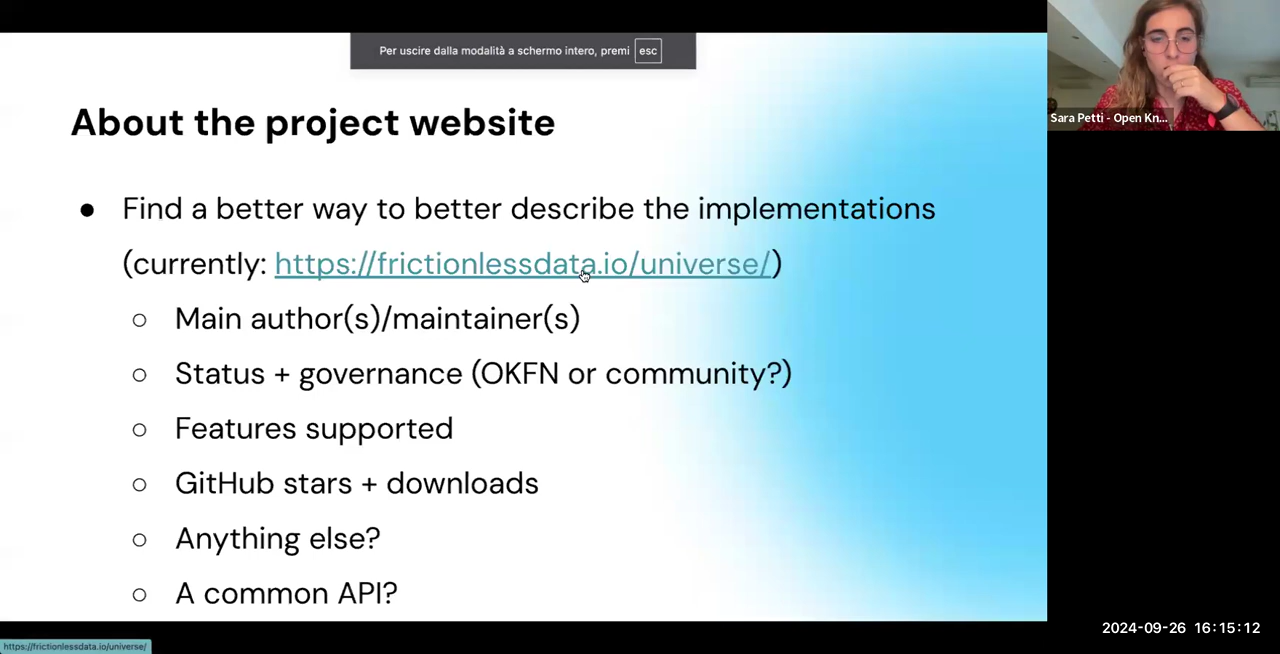 Per uscire dalla modalità a schermo intero, premi esc
About the project website
● Find a better way to better describe the implementations
(currently: https://frictionlessdata.io/universe/)
○ Main author(s)/maintainer(s)
○ Status + governance (OKFN or community?)
○ Features supported
○ GitHub stars + downloads
○ Anything else?
○ A common API?
Sara Petti - Open Kn...
2024-09-26 16:15:12
https://frictionlessdata.io/universe/